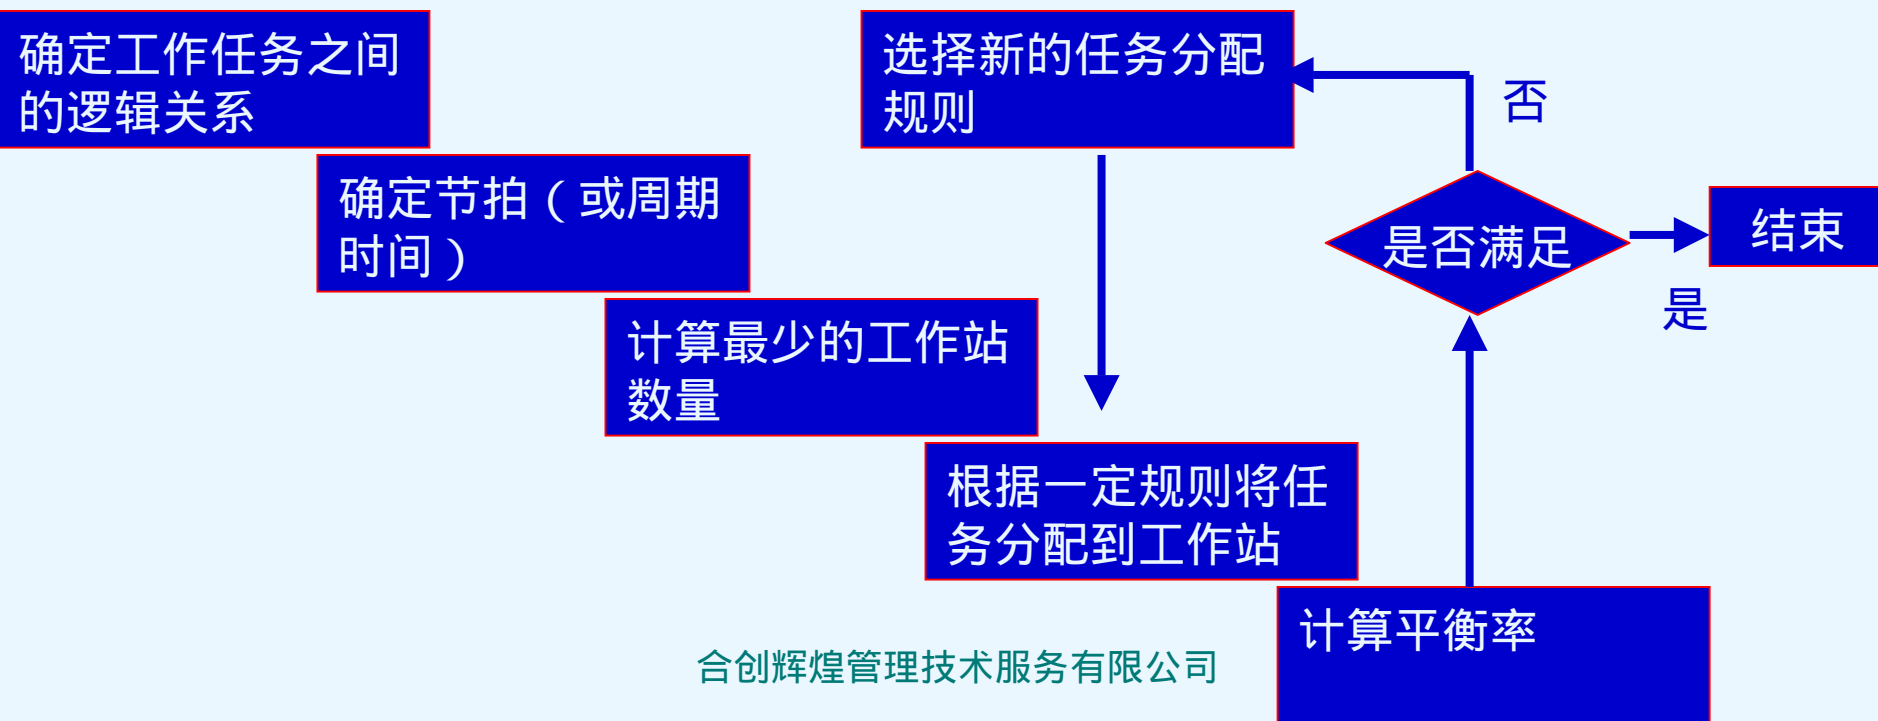 确定工作任务之间
的逻辑关系
选择新的任务分配
规则
否
确定节拍（或周期
时间）
是否满足
结束
是
计算最少的工作站
数量
根据一定规则将任
务分配到工作站
计算平衡率
合创辉煌管理技术服务有限公司